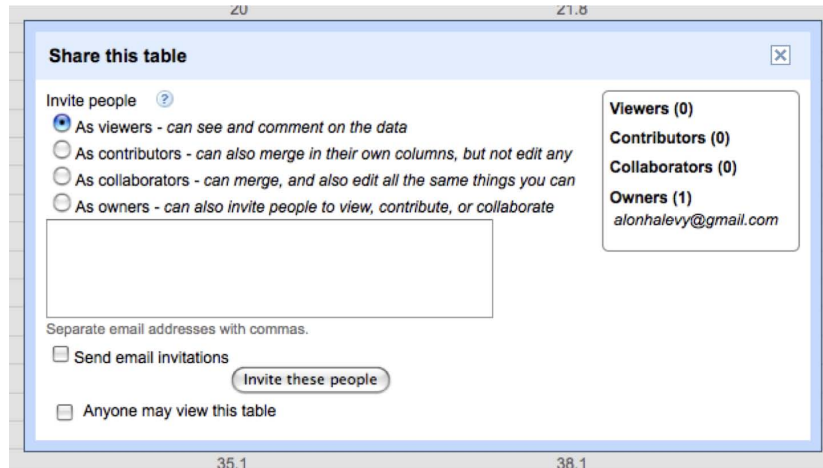 20 21.8
Share this table
Invite people
As viewers - can see and comment on the data
As contributors - can also merge in their own columns, but not edit any
As collaborators - can merge, and also edit all the same things you can
As owners - can also invite people to view, contribute, or collaborate
Separate email addresses with commas.
Send email invitations
Invite these people
Anyone may view this table
Viewers (0)
Contributors (0)
Collaborators (0)
Owners (1)
alonhalevy@gmail.com
35.1 38.1